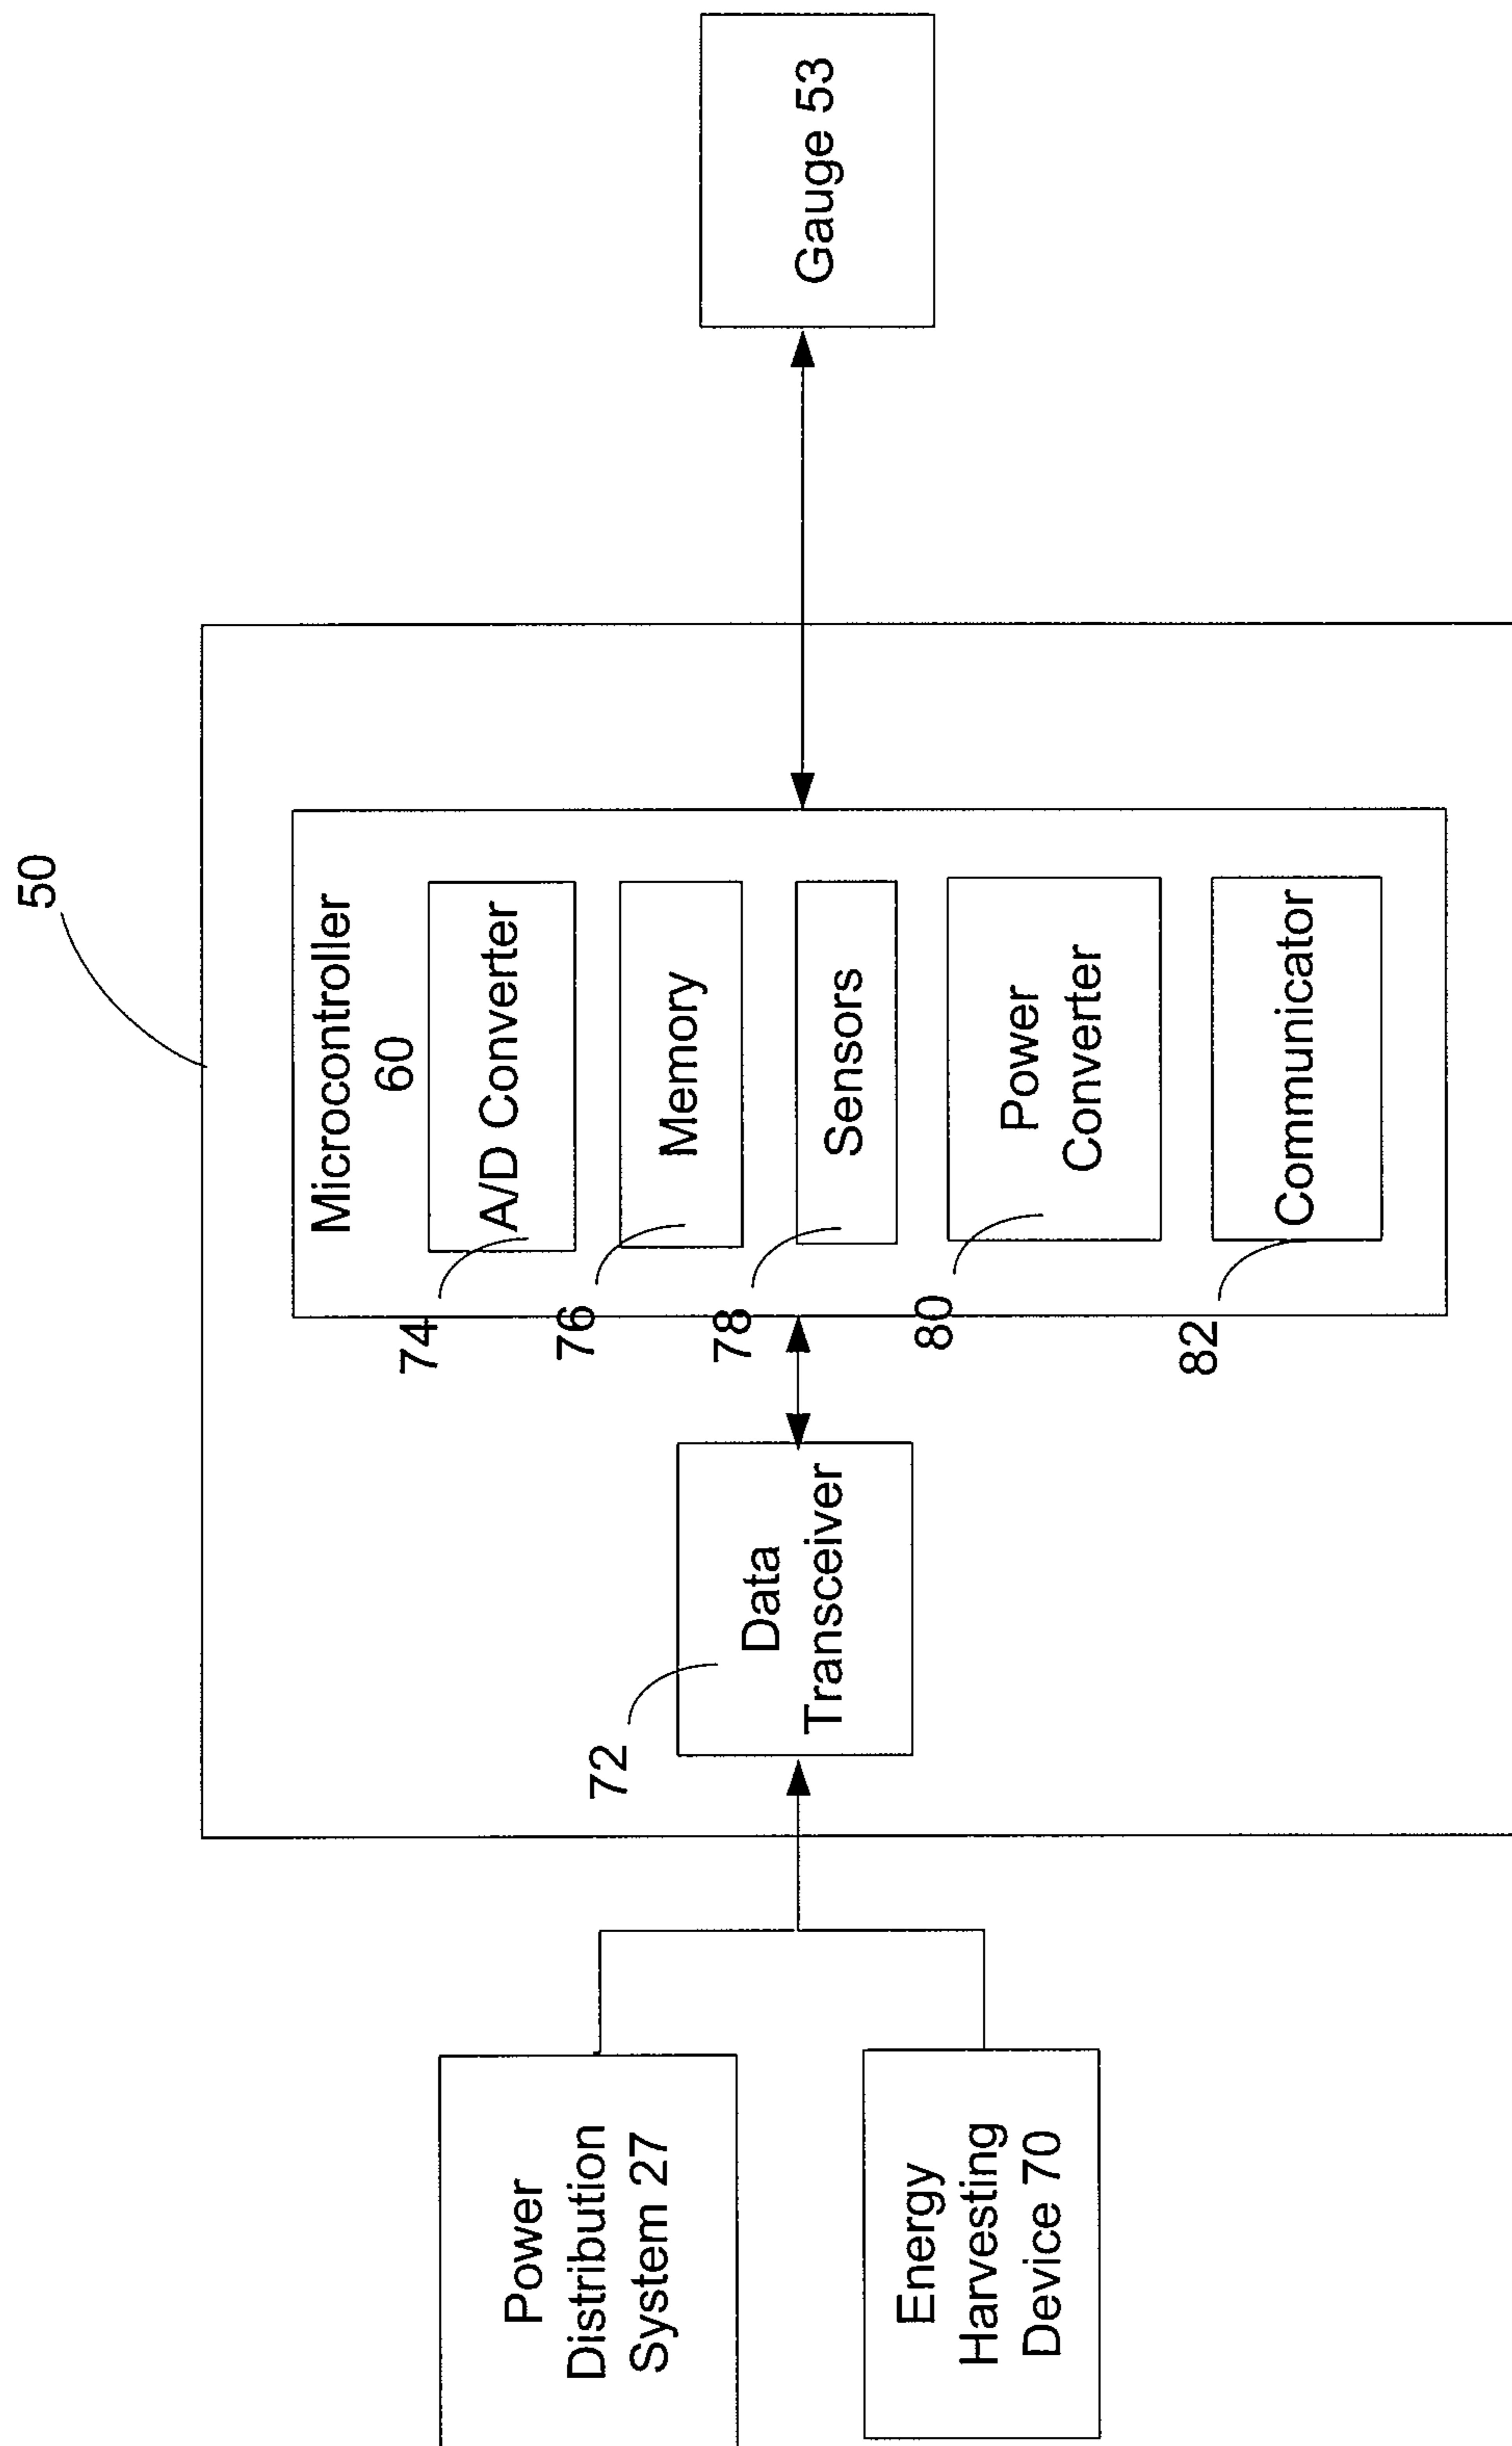 50
Power
Distribution
System 27
Energy
Harvesting
Device 70
72
Data
Transceiver
Microcontroller
60
74
A/D Converter
76
Memory
78
Sensors
80
Power
Converter
82
Communicator
Gauge 53